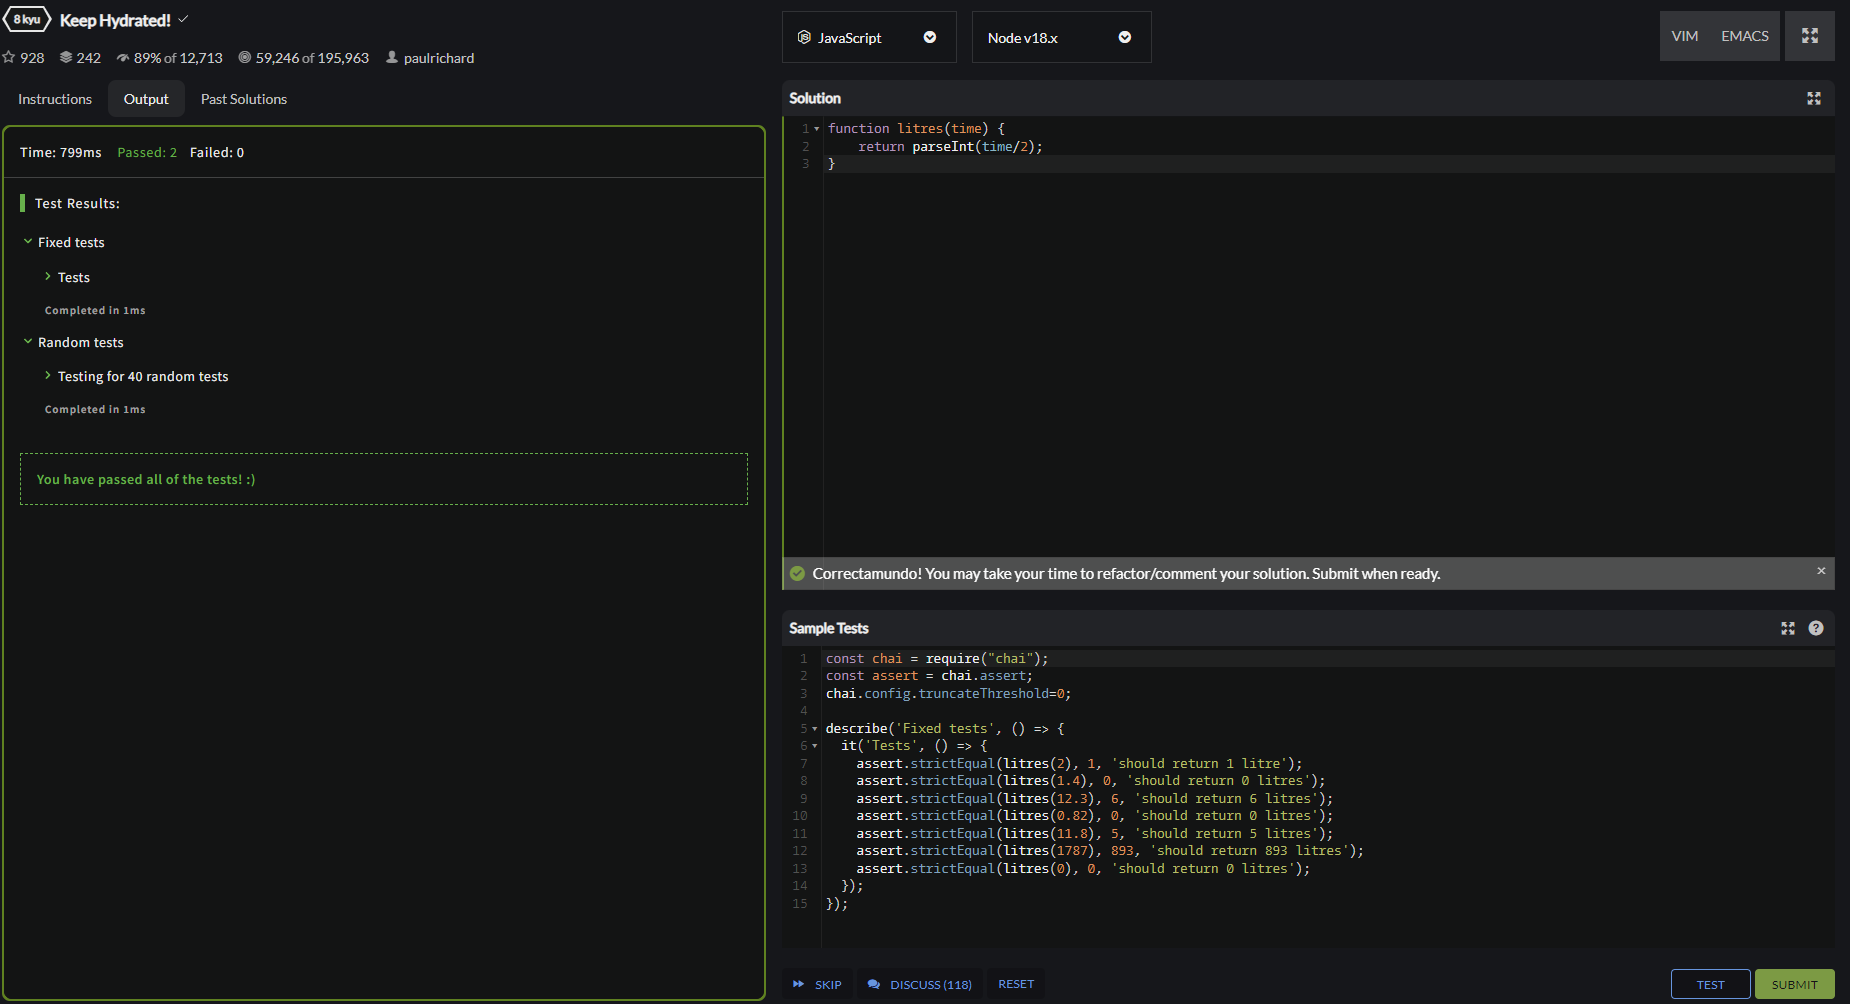 8 kyu Keep Hydrated!
928 242 89% of 12,713 59,246 of 195,963 paulrichard
Instructions Output Past Solutions
Time: 799ms Passed: 2 Failed: 0
Test Results:
Fixed tests
Tests
Completed in 1ms
Random tests
Testing for 40 random tests
Completed in 1ms
You have passed all of the tests! :)
JavaScript Node v18.x VIM EMACS
Solution
1 function litres(time) {
2     return parseInt(time/2);
3 }
Correctamundo! You may take your time to refactor/comment your solution. Submit when ready. ×
Sample Tests ?
1 const chai = require("chai");
2 const assert = chai.assert;
3 chai.config.truncateThreshold=0;
4
5 describe('Fixed tests', () => {
6   it('Tests', () => {
7     assert.strictEqual(litres(2), 1, 'should return 1 litre');
8     assert.strictEqual(litres(1.4), 0, 'should return 0 litres');
9     assert.strictEqual(litres(12.3), 6, 'should return 6 litres');
10     assert.strictEqual(litres(0.82), 0, 'should return 0 litres');
11     assert.strictEqual(litres(11.8), 5, 'should return 5 litres');
12     assert.strictEqual(litres(1787), 893, 'should return 893 litres');
13     assert.strictEqual(litres(0), 0, 'should return 0 litres');
14   });
15 });
SKIP DISCUSS (118) RESET TEST SUBMIT